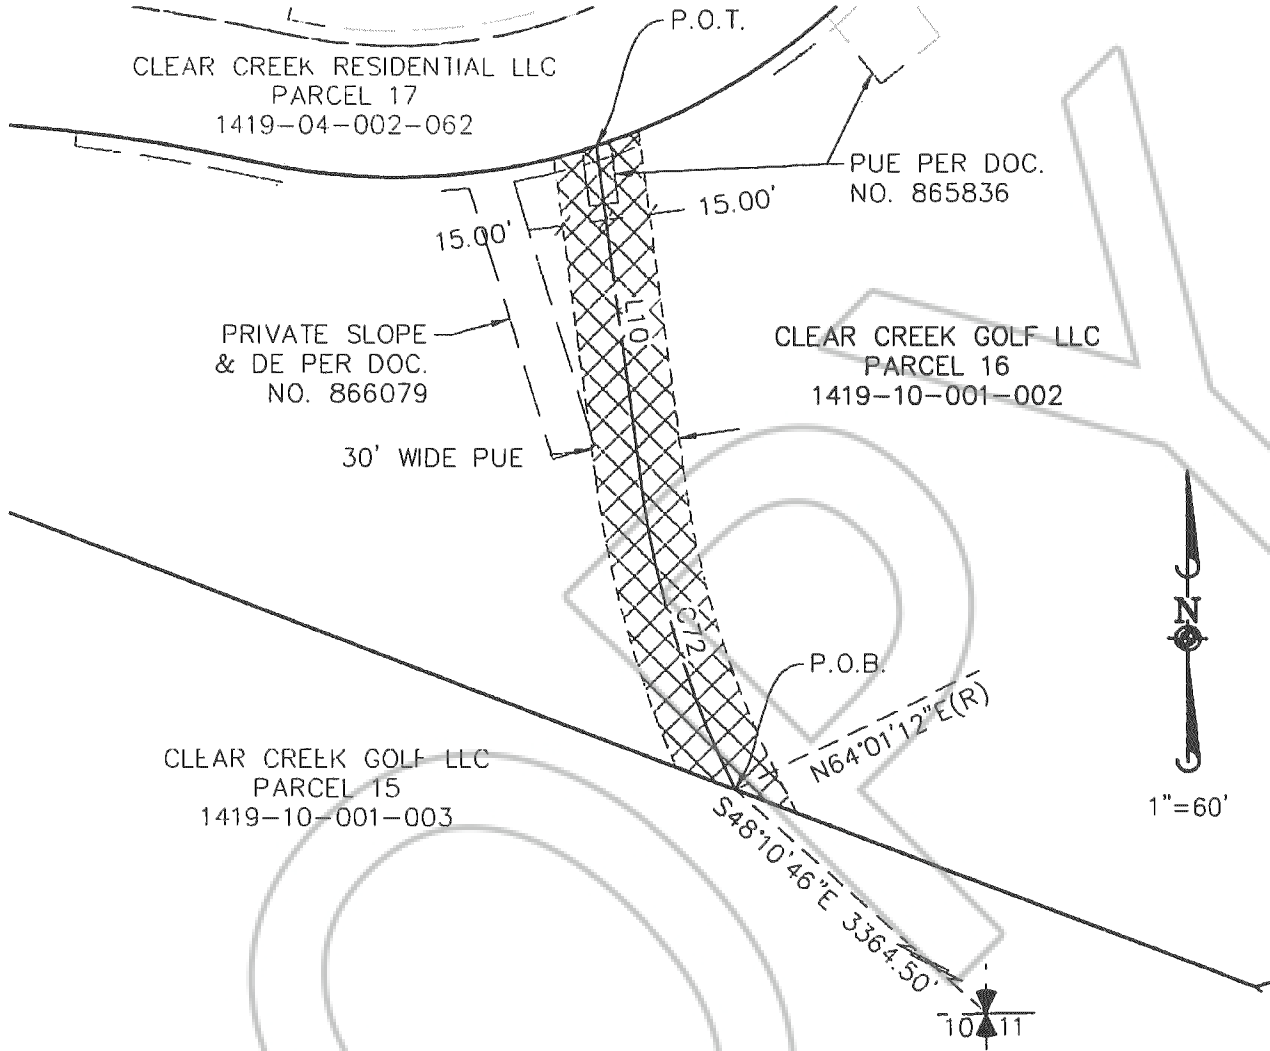 P.O.T.
CLEAR CREEK RESIDENTIAL LLC
PARCEL 17
1419-04-002-062
PUE PER DOC.
NO. 865836
15.00'
15.00'
L10
PRIVATE SLOPE
& DE PER DOC.
NO. 866079
CLEAR CREEK GOLF LLC
PARCEL 16
1419-10-001-002
30' WIDE PUE
N
P.O.B.
N64°01'12"E(R)
CLEAR CREEK GOLF LLC
PARCEL 15
1419-10-001-003
1"=60'
S48°10'46"E 3364.50'
10 11
COPY